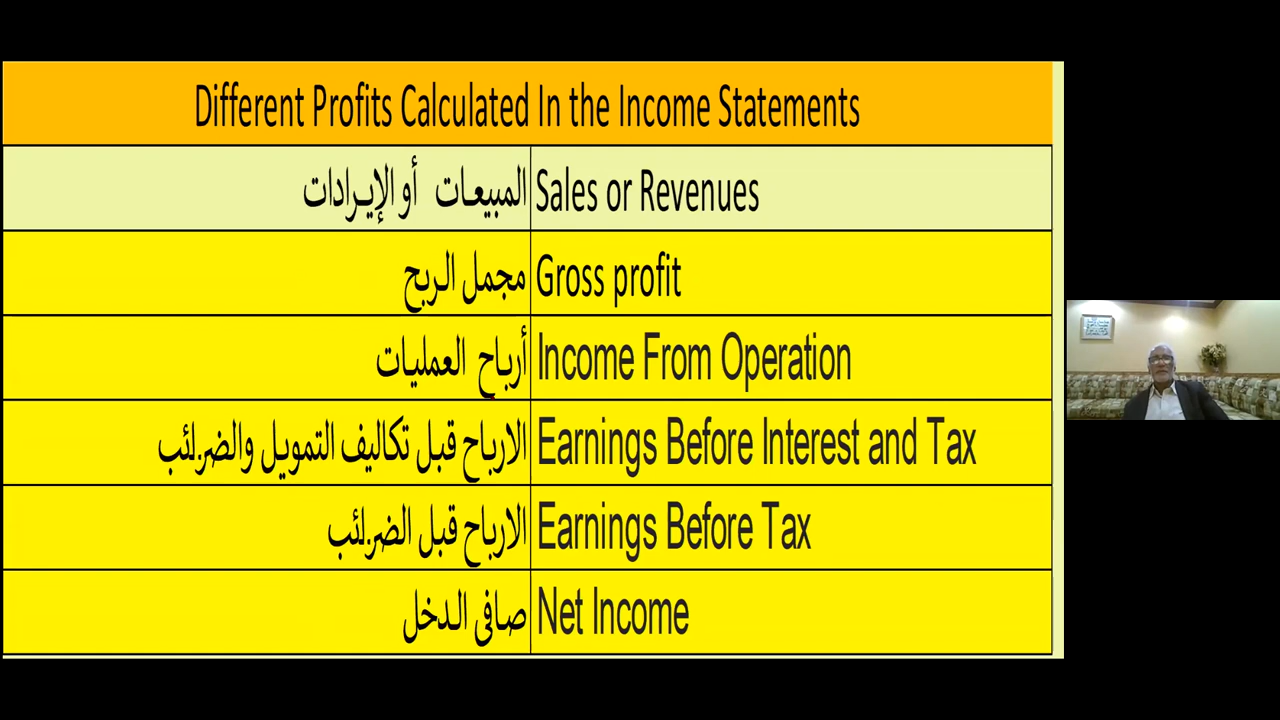 Different Profits Calculated In the Income Statements
المبيعات أو الإيرادات Sales or Revenues
مجمل الربح Gross profit
أرباح العمليات Income From Operation
الارباح قبل تكاليف التمويل والضرائب Earnings Before Interest and Tax
الارباح قبل الضرائب Earnings Before Tax
صافى الدخل Net Income